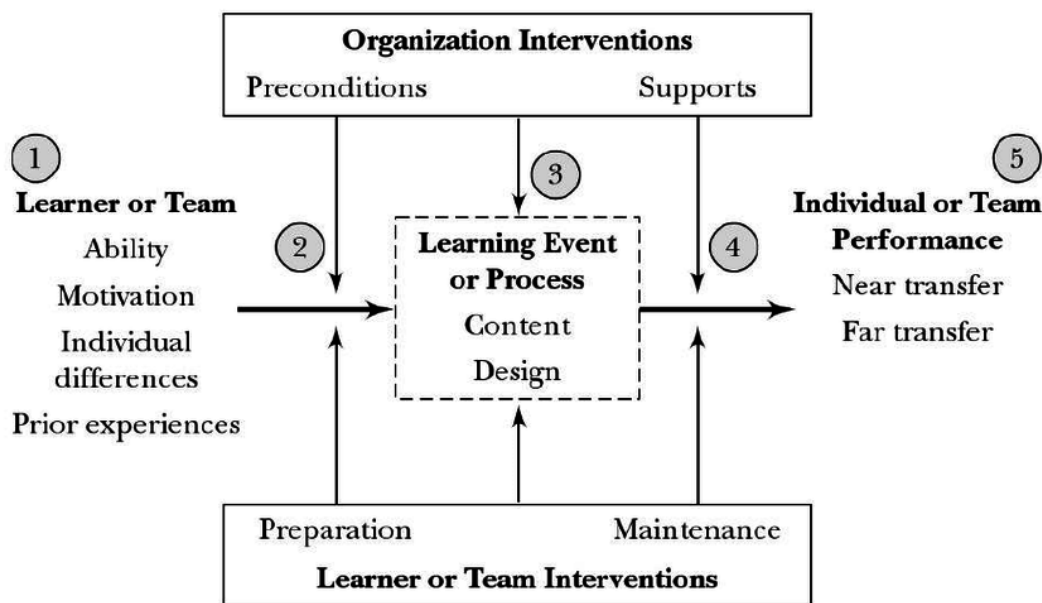 Organization Interventions
Preconditions
Supports
1
Learner or Team
Ability
Motivation
Individual
differences
Prior experiences
2
3
Learning Event
or Process
Content
Design
4
5
Individual or Team
Performance
Near transfer
Far transfer
Preparation
Maintenance
Learner or Team Interventions